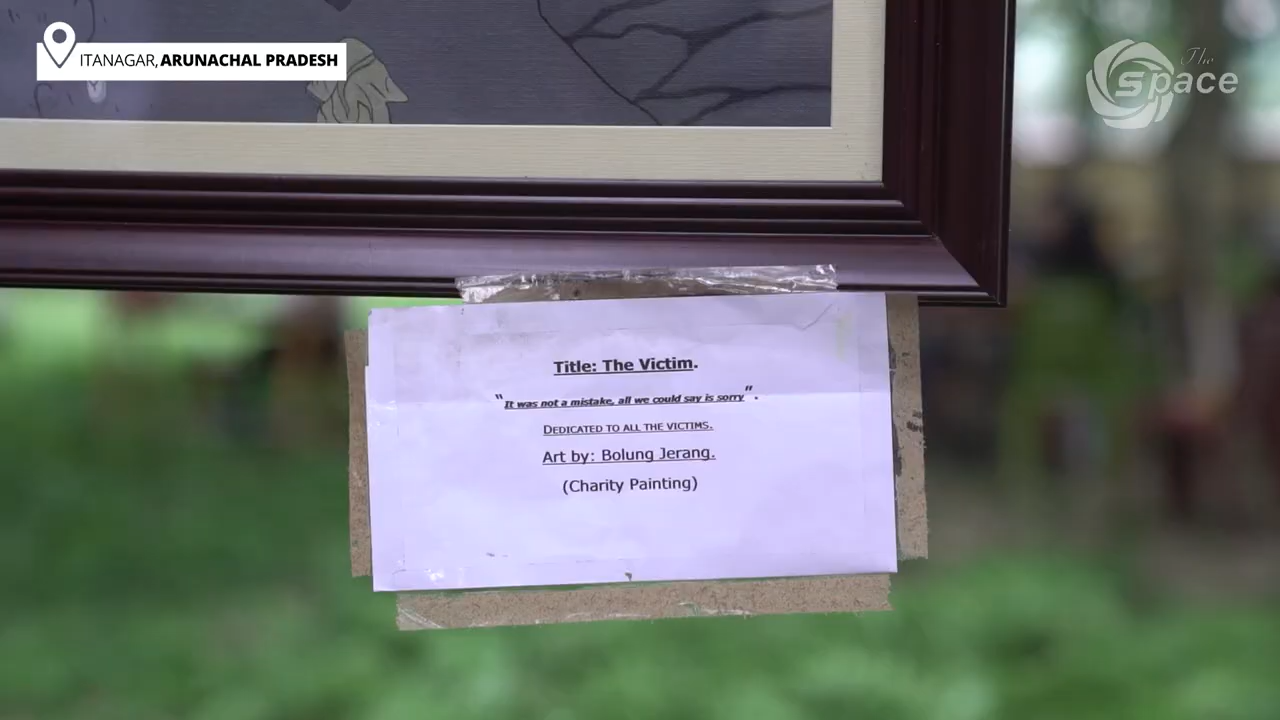 ITANAGAR, ARUNACHAL PRADESH
The Space
Title: The Victim.
"It was not a mistake, all we could say is sorry".
DEDICATED TO ALL THE VICTIMS.
Art by: Bolung Jerang.
(Charity Painting)